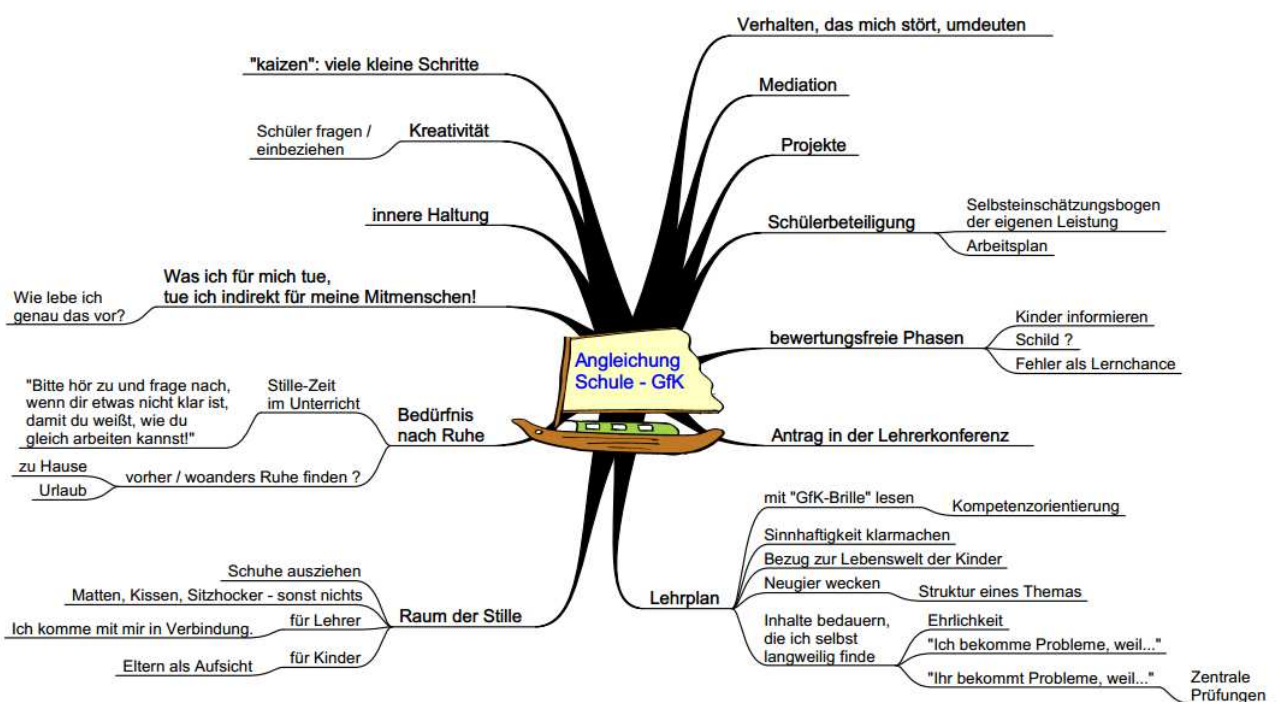 Angleichung
Schule - GfK
Verhalten, das mich stört, umdeuten
Mediation
Projekte
Schülerbeteiligung
Selbsteinschätzungsbogen
der eigenen Leistung
Arbeitsplan
bewertungsfreie Phasen
Kinder informieren
Schild ?
Fehler als Lernchance
Antrag in der Lehrerkonferenz
Lehrplan
mit "GfK-Brille" lesen
Kompetenzorientierung
Sinnhaftigkeit klarmachen
Bezug zur Lebenswelt der Kinder
Neugier wecken
Struktur eines Themas
Inhalte bedauern,
die ich selbst
langweilig finde
Ehrlichkeit
"Ich bekomme Probleme, weil..."
"Ihr bekommt Probleme, weil..."
Zentrale
Prüfungen
"kaizen": viele kleine Schritte
Kreativität
Schüler fragen /
einbeziehen
innere Haltung
Was ich für mich tue,
tue ich indirekt für meine Mitmenschen!
Wie lebe ich
genau das vor?
Bedürfnis
nach Ruhe
Stille-Zeit
im Unterricht
"Bitte hör zu und frage nach,
wenn dir etwas nicht klar ist,
damit du weißt, wie du
gleich arbeiten kannst!"
vorher / woanders Ruhe finden ?
zu Hause
Urlaub
Raum der Stille
Schuhe ausziehen
Matten, Kissen, Sitzhocker - sonst nichts
für Lehrer
Ich komme mit mir in Verbindung.
für Kinder
Eltern als Aufsicht